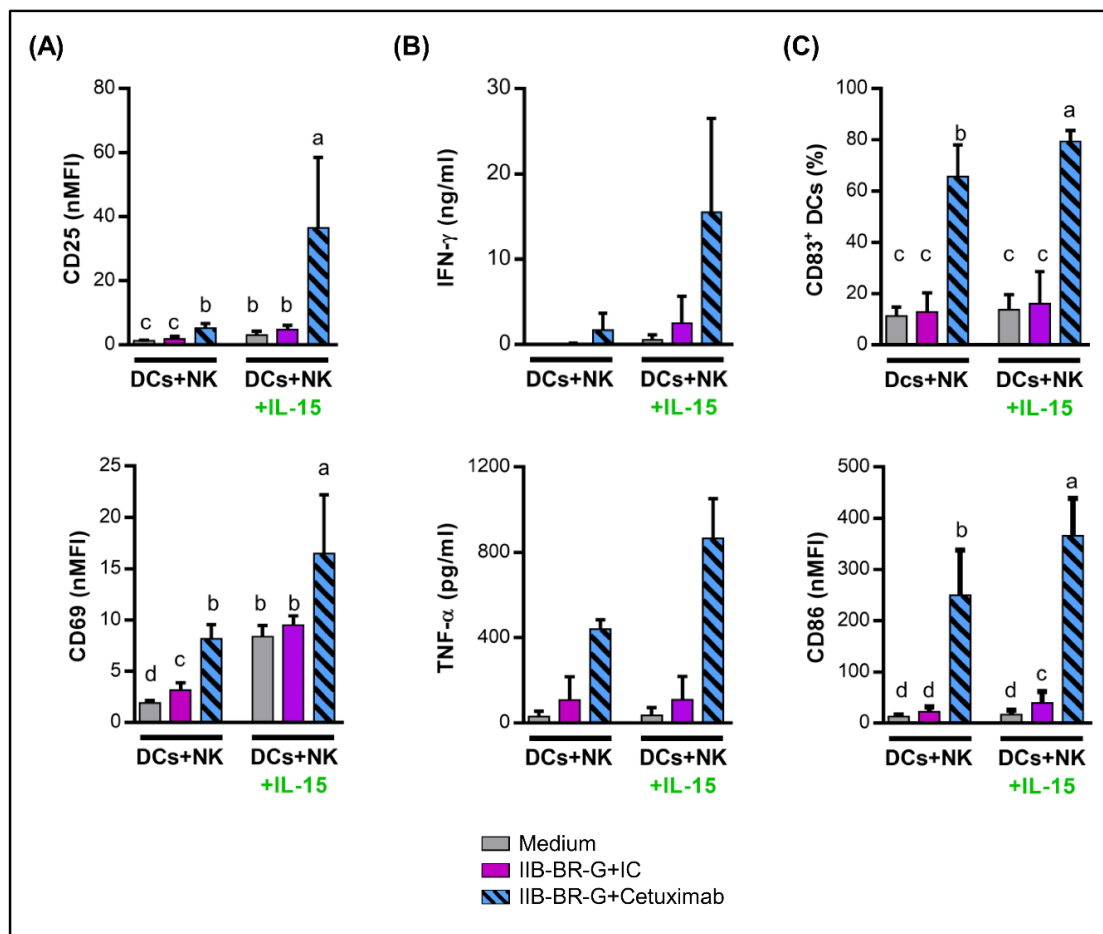 (A)
CD25 (nMFI)
80
60
40
20
0
c c b b b a
DCs+NK DCs+NK
+IL-15
(B)
IFN-γ (ng/ml)
30
20
10
0
DCs+NK DCs+NK
+IL-15
(C)
CD83+ DCs (%)
100
80
60
40
20
0
c c b c c a
Dcs+NK DCs+NK
+IL-15
CD69 (nMFI)
25
20
15
10
5
0
d c b b b a
DCs+NK DCs+NK
+IL-15
TNF-α (pg/ml)
1200
800
400
0
DCs+NK DCs+NK
+IL-15
CD86 (nMFI)
500
400
300
200
100
0
d d b d c a
DCs+NK DCs+NK
+IL-15
Medium
IIB-BR-G+IC
IIB-BR-G+Cetuximab